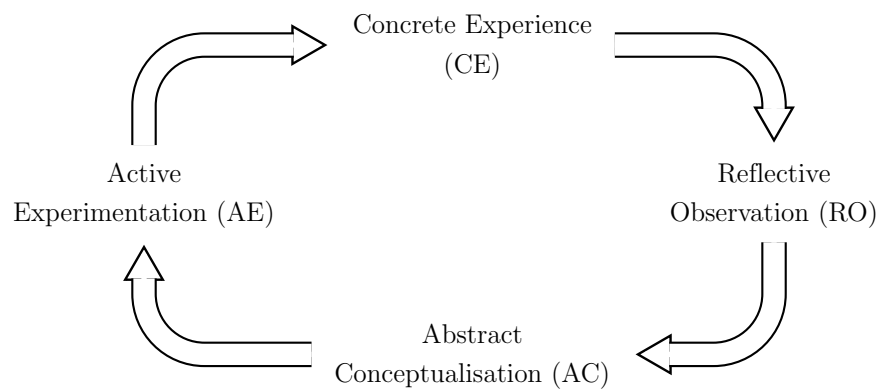 Concrete Experience
(CE)
Active
Experimentation (AE)
Reflective
Observation (RO)
Abstract
Conceptualisation (AC)